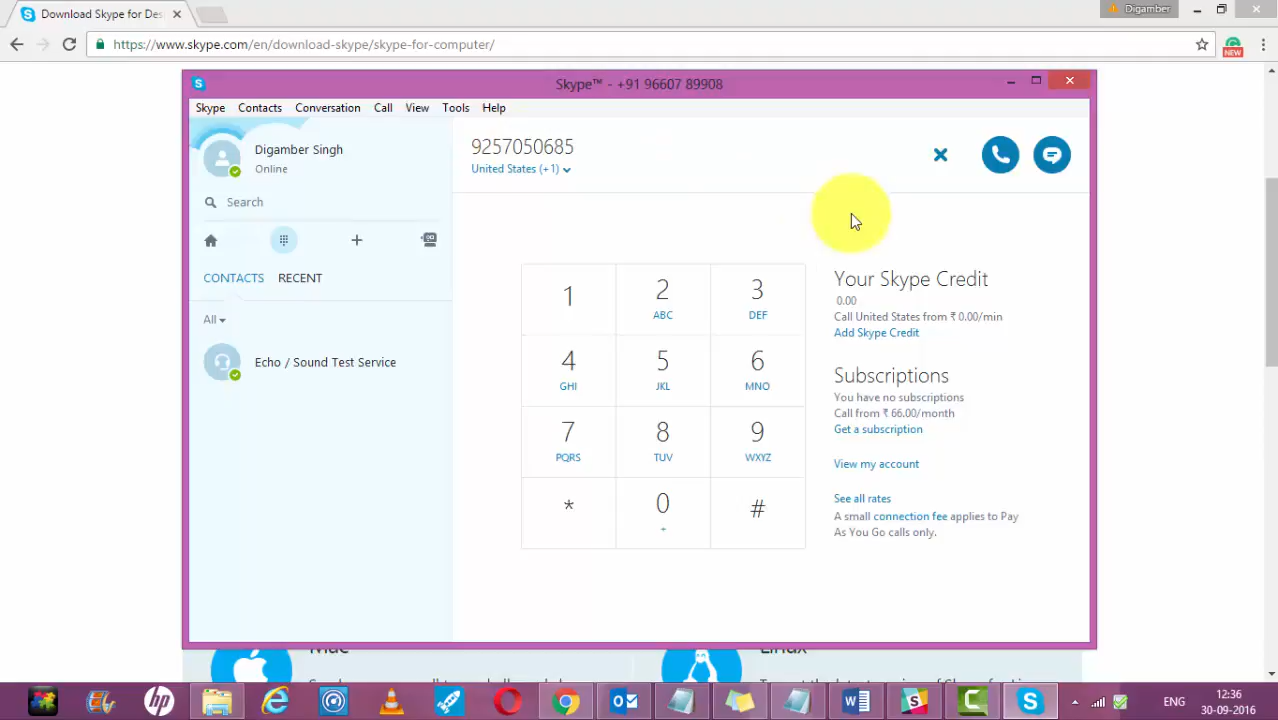 Download Skype for Des
Digamber
https://www.skype.com/en/download-skype/skype-for-computer/
NEW
Skype™ - +91 96607 89908
Skype Contacts Conversation Call View Tools Help
Digamber Singh
Online
9257050685
United States (+1)
Search
CONTACTS RECENT
All
Echo / Sound Test Service
1
2 ABC
3 DEF
4 GHI
5 JKL
6 MNO
7 PQRS
8 TUV
9 WXYZ
*
0 +
#
Your Skype Credit
0.00
Call United States from ₹ 0.00/min
Add Skype Credit
Subscriptions
You have no subscriptions
Call from ₹ 66.00/month
Get a subscription
View my account
See all rates
A small connection fee applies to Pay
As You Go calls only.
Mac
Linux
ENG
12:36
30-09-2016